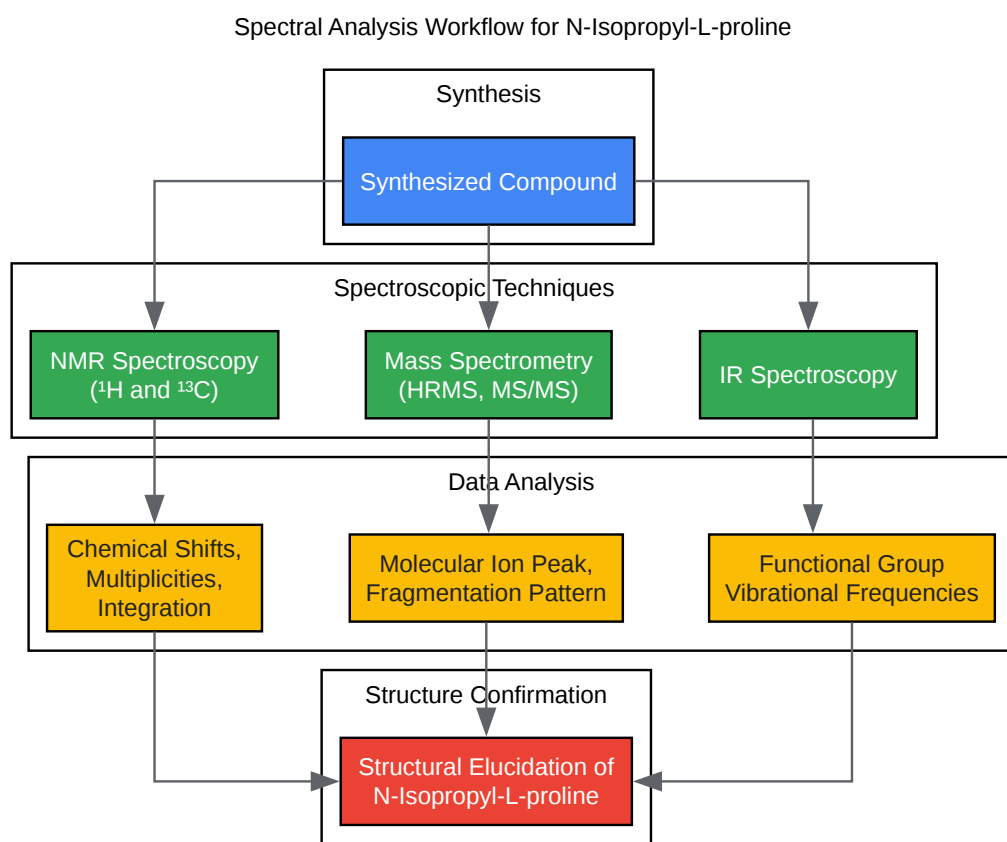 Spectral Analysis Workflow for N-Isopropyl-L-proline
Synthesis
Synthesized Compound
Spectroscopic Techniques
NMR Spectroscopy
(¹H and ¹³C)
Mass Spectrometry
(HRMS, MS/MS)
IR Spectroscopy
Data Analysis
Chemical Shifts,
Multiplicities,
Integration
Molecular Ion Peak,
Fragmentation Pattern
Functional Group
Vibrational Frequencies
Structure Confirmation
Structural Elucidation of
N-Isopropyl-L-proline